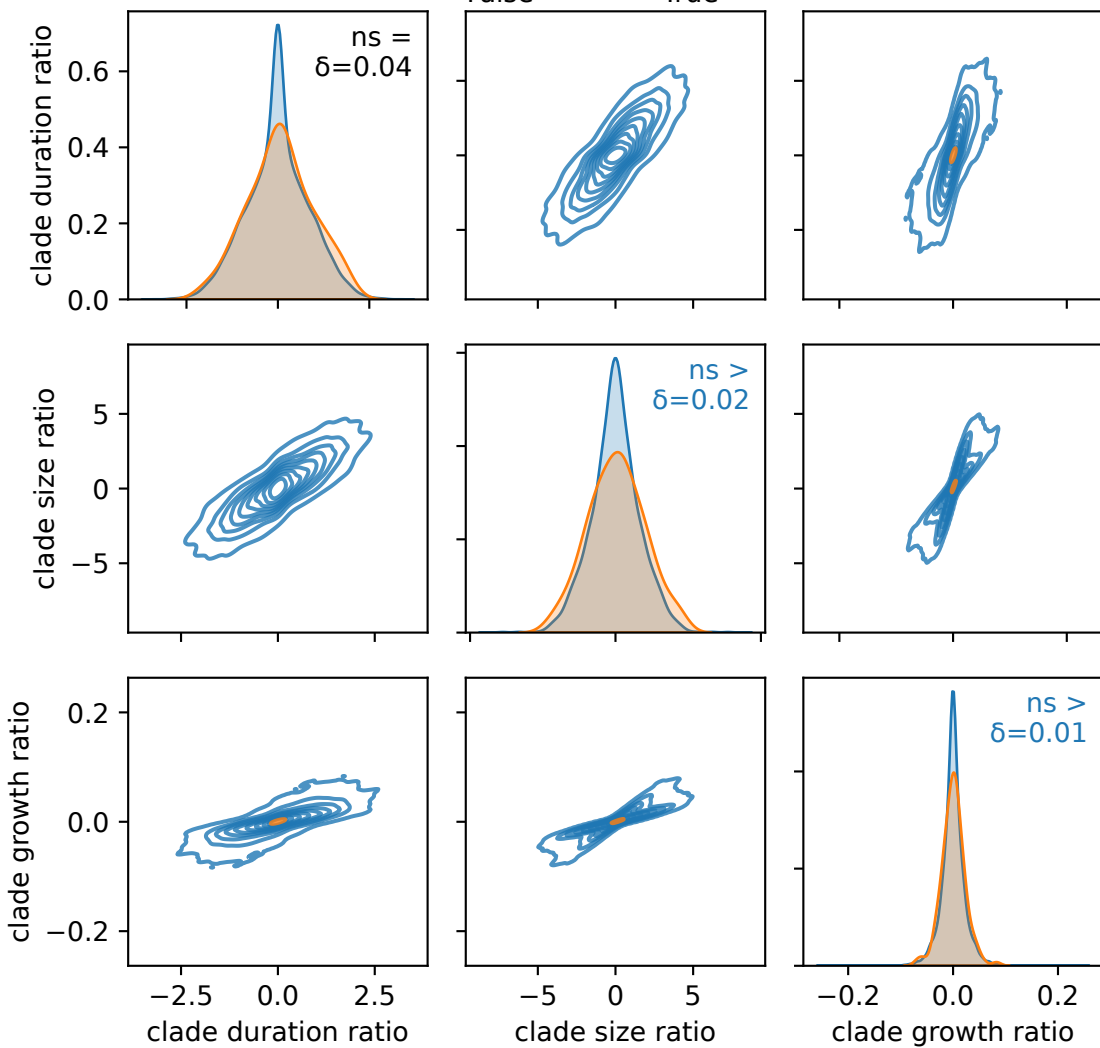 clade duration ratio
0.6
0.4
0.2
0.0
ns =
δ=0.04
clade size ratio
5
0
−5
ns >
δ=0.02
clade growth ratio
0.2
0.0
−0.2
ns >
δ=0.01
−2.5 0.0 2.5
−5 0 5
−0.2 0.0 0.2
clade duration ratio
clade size ratio
clade growth ratio